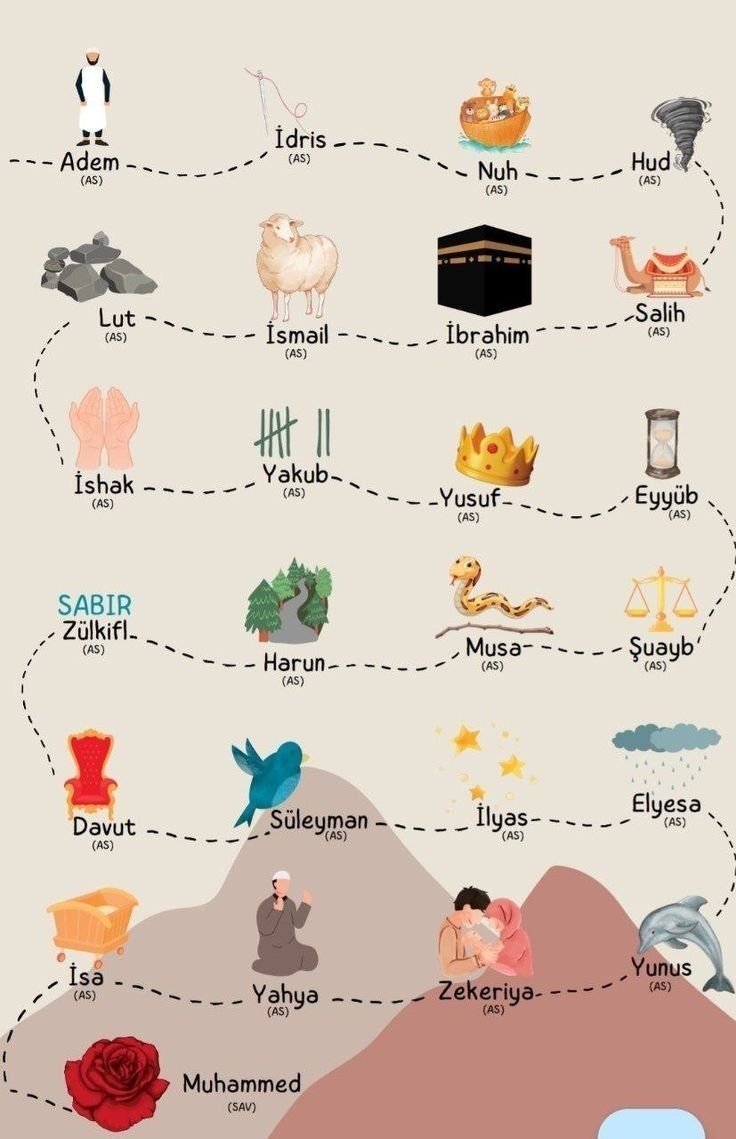 Adem
(AS)
İdris
(AS)
Nuh
(AS)
Hud
(AS)
Salih
(AS)
İbrahim
(AS)
İsmail
(AS)
Lut
(AS)
İshak
(AS)
Yakub
(AS)
Yusuf
(AS)
Eyyüb
(AS)
Şuayb
(AS)
Musa
(AS)
Harun
(AS)
SABIR
Zülkifl
(AS)
Davut
(AS)
Süleyman
(AS)
İlyas
(AS)
Elyesa
(AS)
Yunus
(AS)
Zekeriya
(AS)
Yahya
(AS)
İsa
(AS)
Muhammed
(SAV)